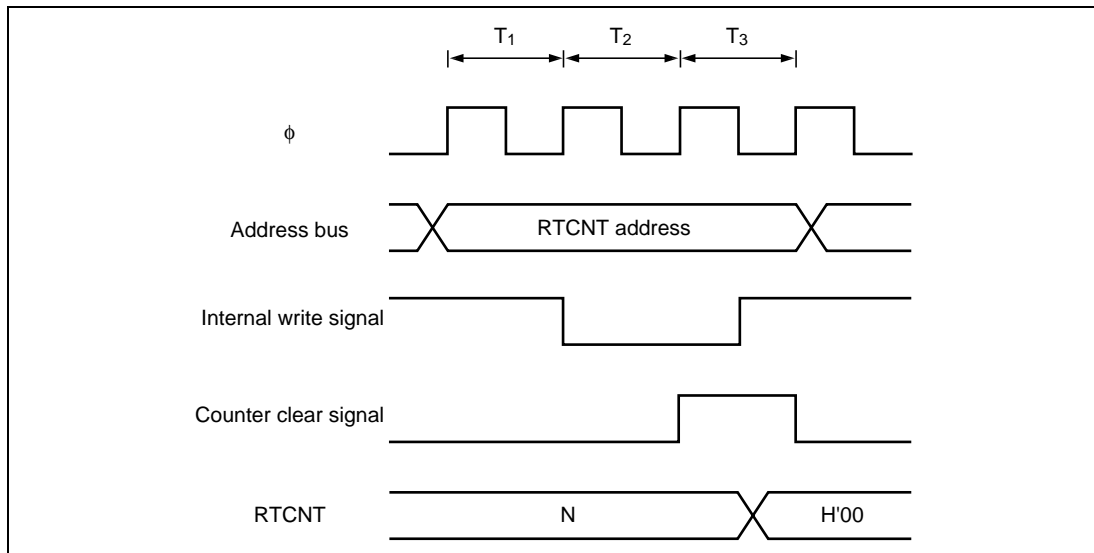 T1 T2 T3
ϕ
Address bus RTCNT address
Internal write signal
Counter clear signal
RTCNT N H'00